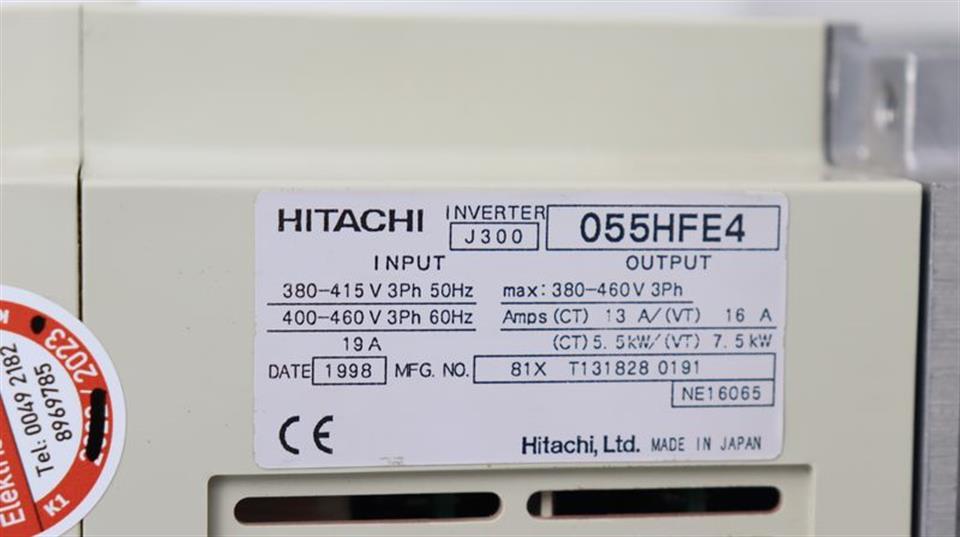 HITACHI INVERTER J300 055HFE4
INPUT OUTPUT
380-415 V 3Ph 50Hz max: 380-460V 3Ph
400-460 V 3Ph 60Hz Amps (CT) 13 A/(VT) 16 A
19 A (CT) 5.5kW/(VT) 7.5kW
DATE 1998 MFG. NO. 81X T131828 0191
NE16065
CE Hitachi, Ltd. MADE IN JAPAN
/ 2023
Tel: 0049 2182
8969785
K1